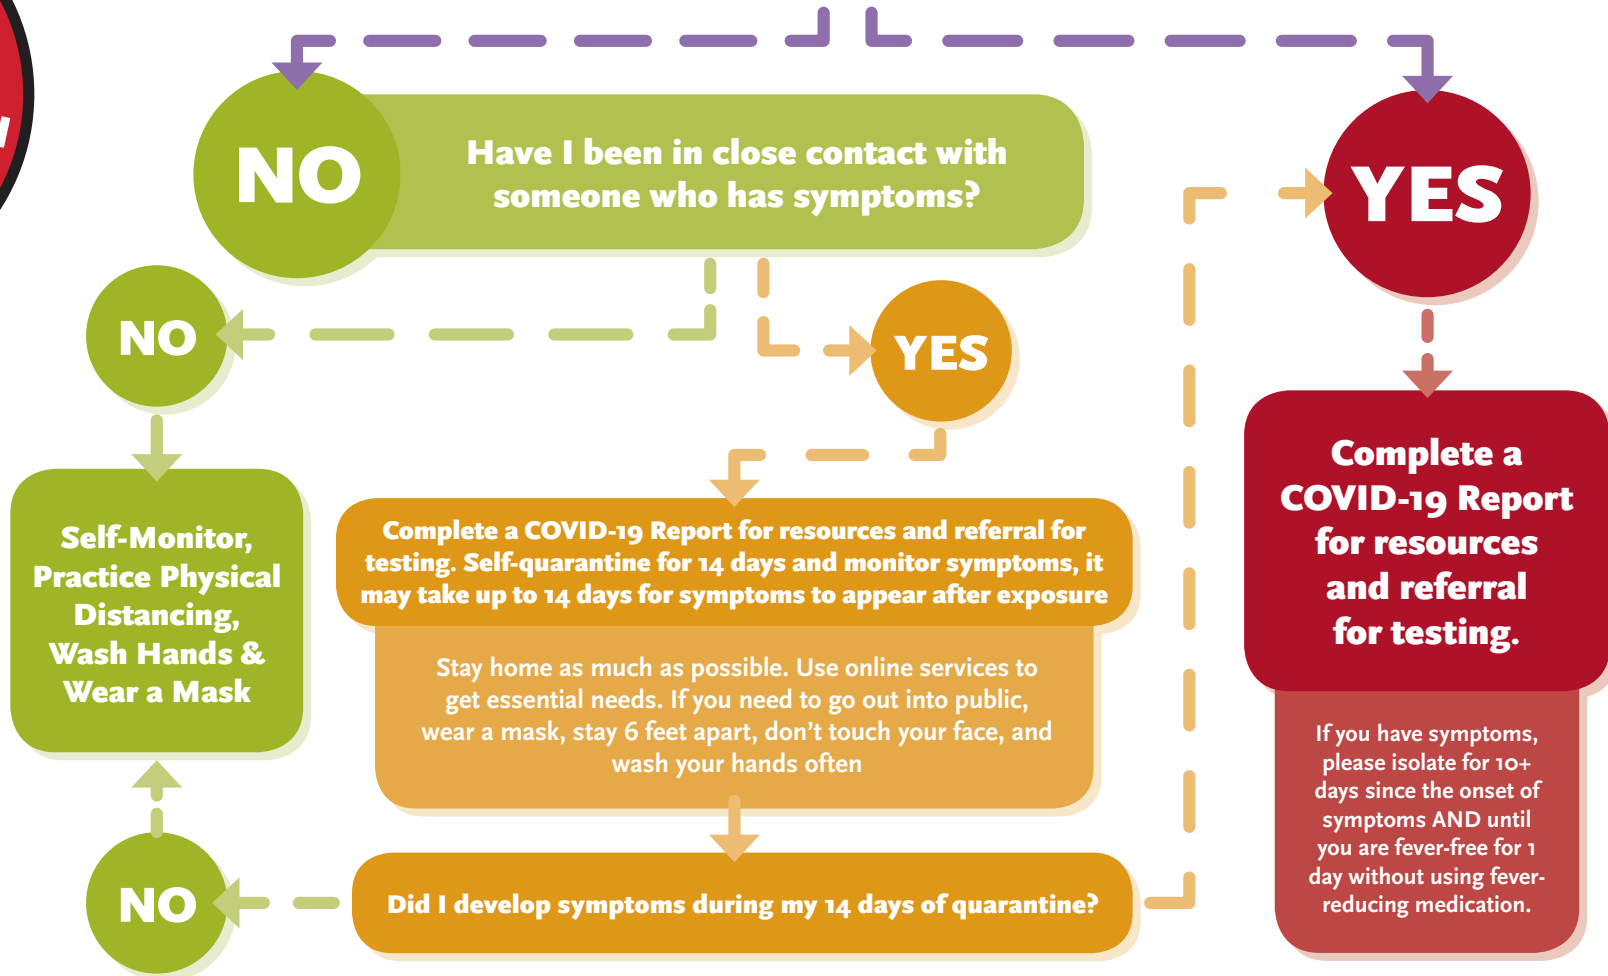 NO
Have I been in close contact with
someone who has symptoms?
YES
NO
YES
Self-Monitor,
Practice Physical
Distancing,
Wash Hands &
Wear a Mask
Complete a COVID-19 Report for resources and referral for
testing. Self-quarantine for 14 days and monitor symptoms, it
may take up to 14 days for symptoms to appear after exposure
Stay home as much as possible. Use online services to
get essential needs. If you need to go out into public,
wear a mask, stay 6 feet apart, don't touch your face, and
wash your hands often
Complete a
COVID-19 Report
for resources
and referral
for testing.
If you have symptoms,
please isolate for 10+
days since the onset of
symptoms AND until
you are fever-free for 1
day without using fever-
reducing medication.
NO
Did I develop symptoms during my 14 days of quarantine?